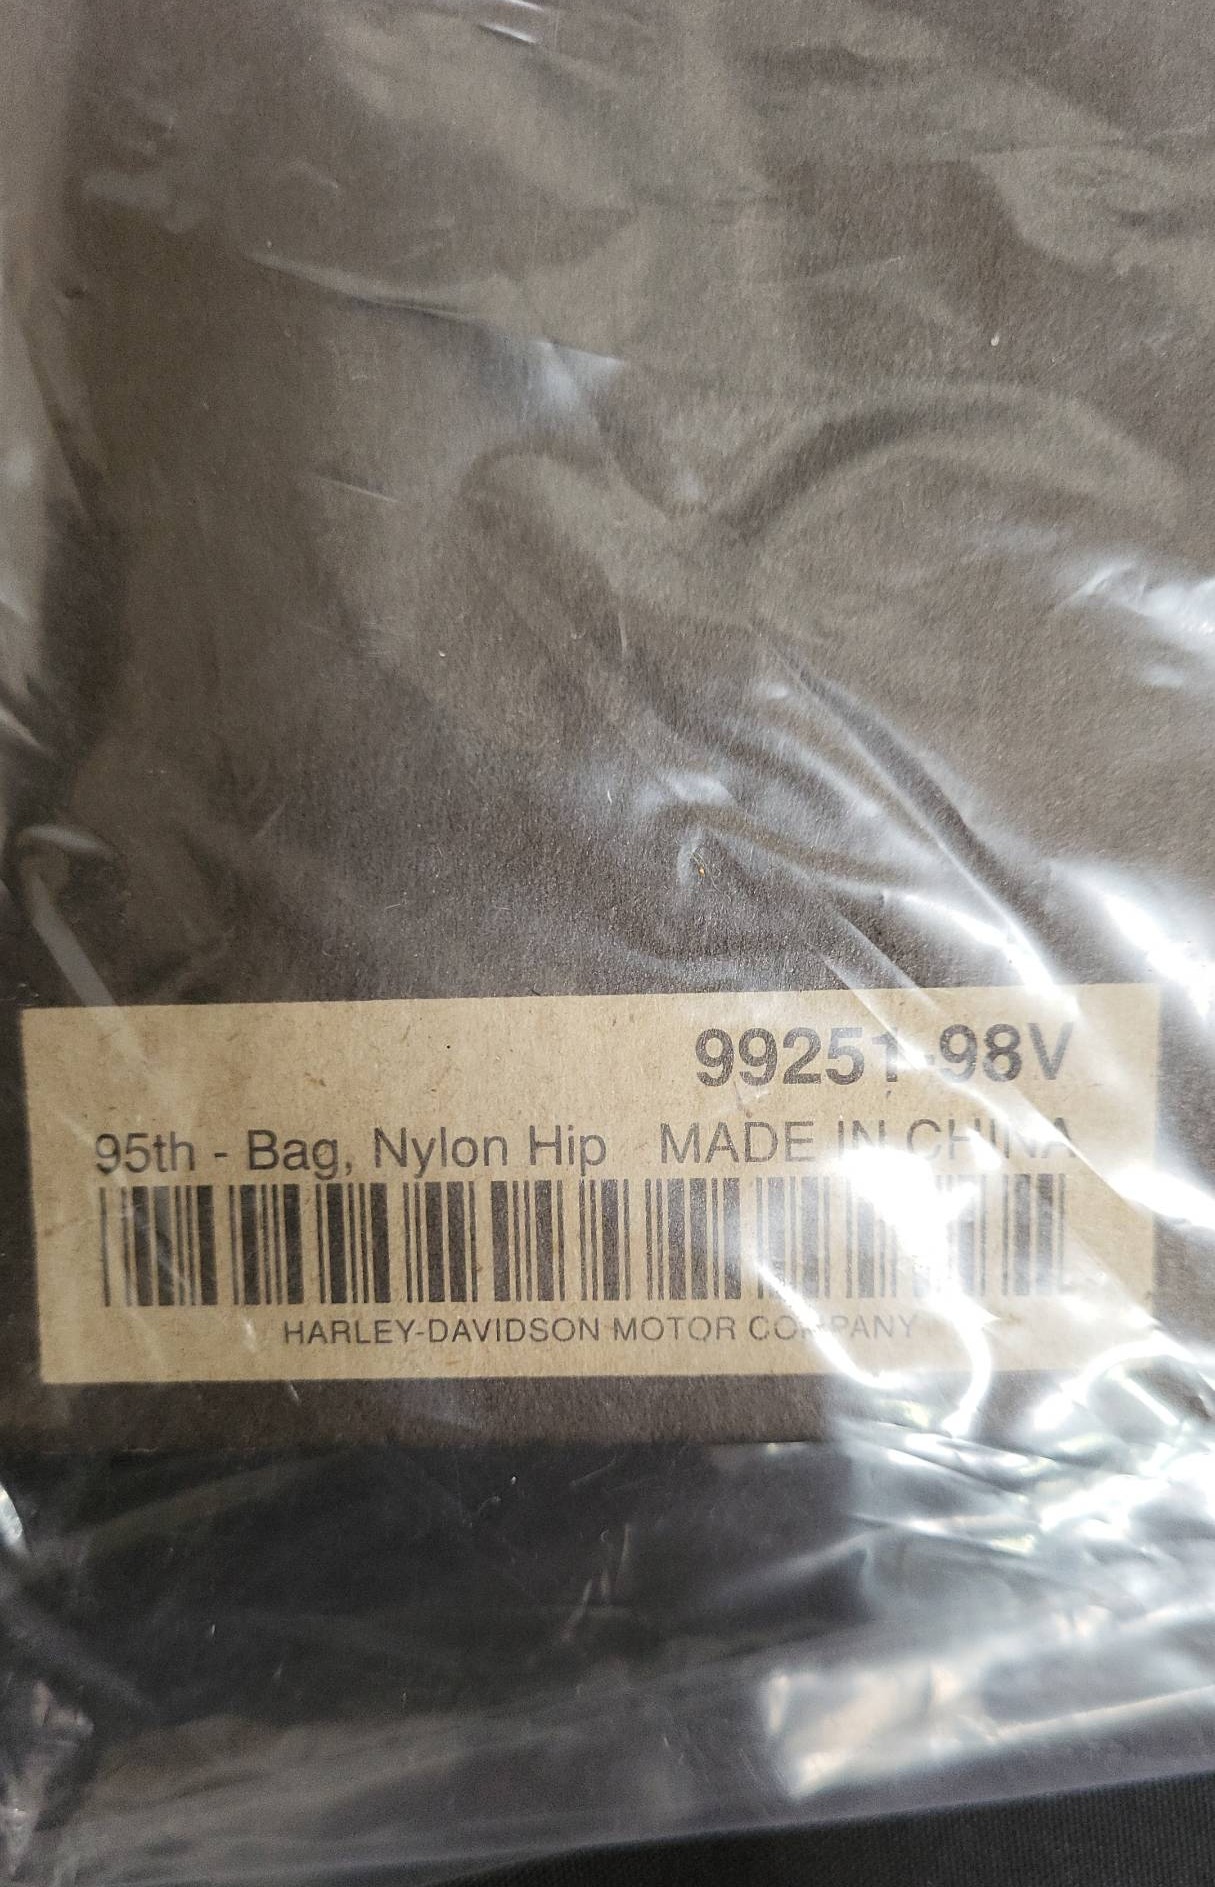 99251-98V
95th - Bag, Nylon Hip MADE IN CHINA
HARLEY-DAVIDSON MOTOR COMPANY